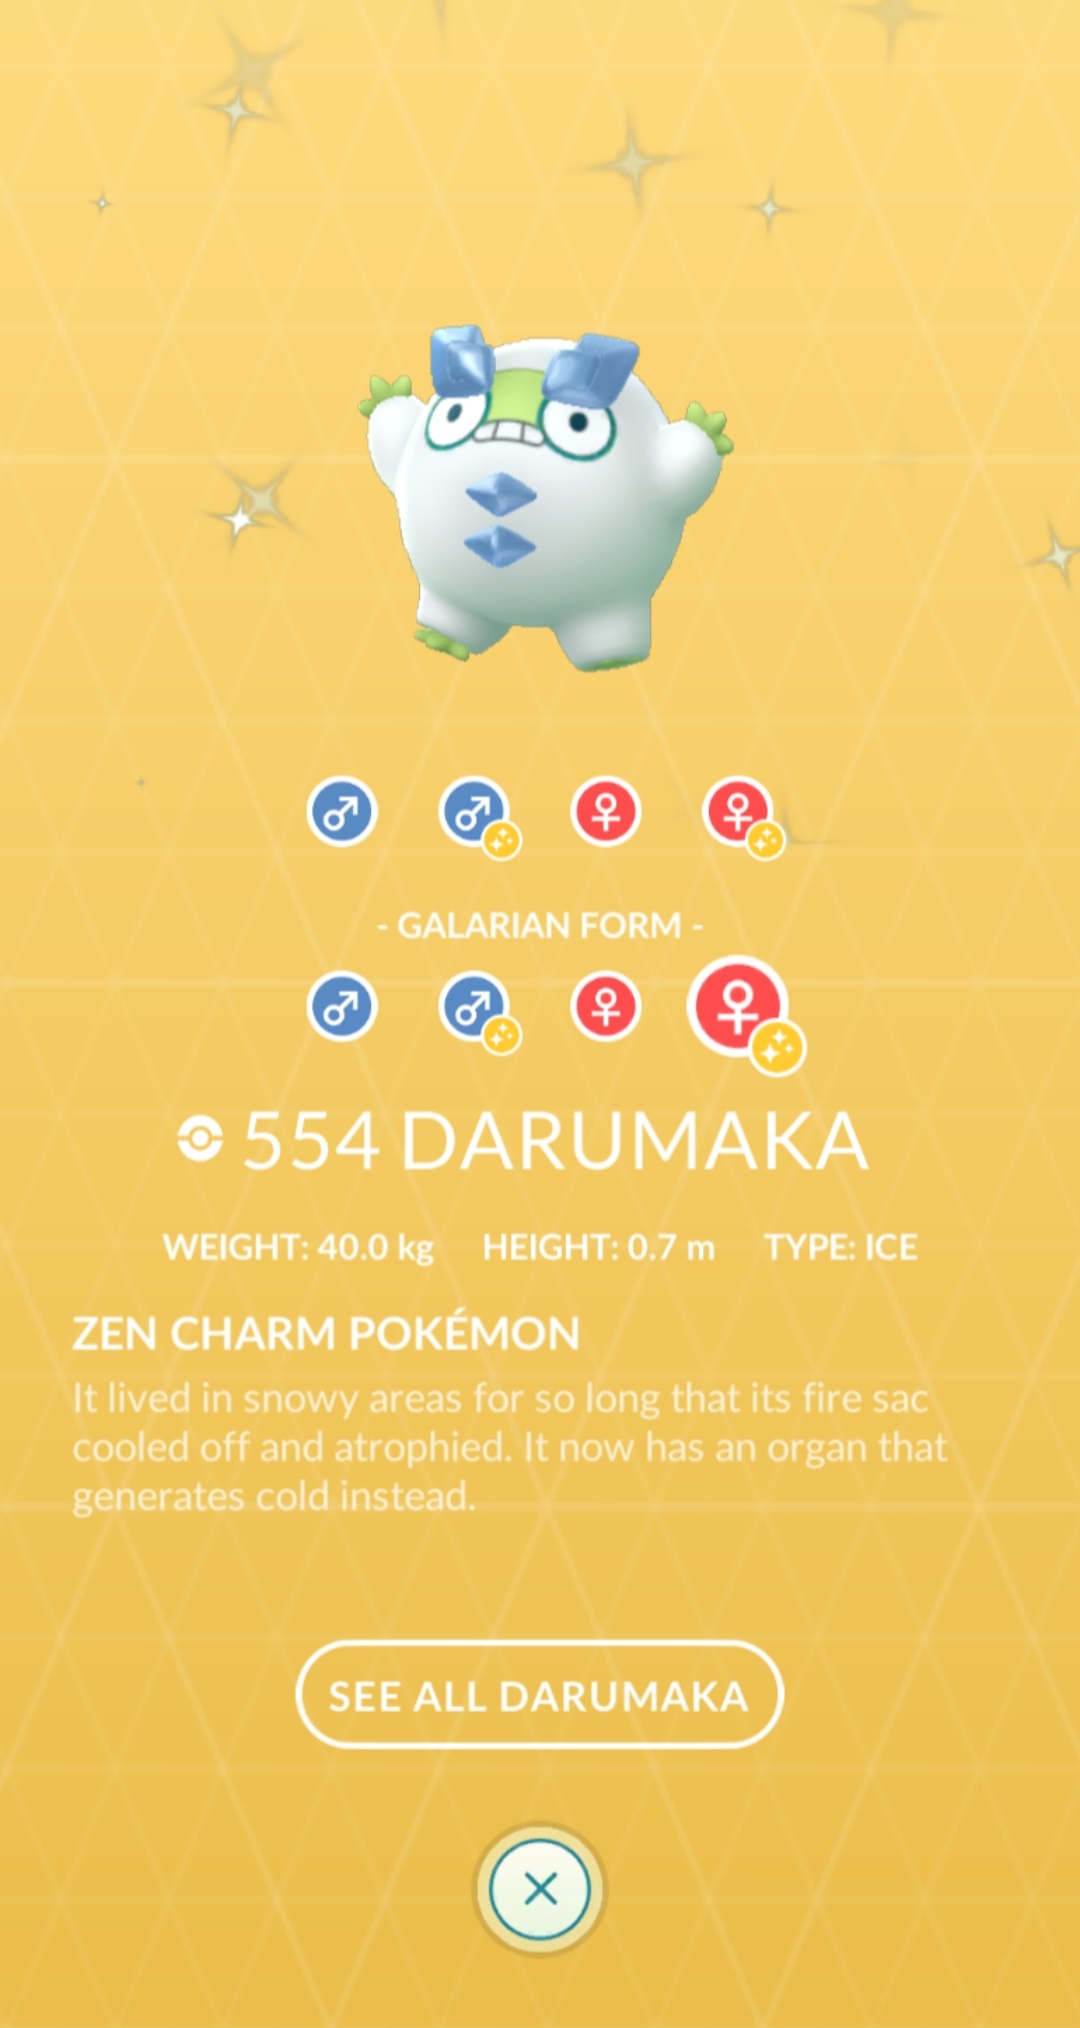 - GALARIAN FORM -
554 DARUMAKA
WEIGHT: 40.0 kg HEIGHT: 0.7 m TYPE: ICE
ZEN CHARM POKÉMON
It lived in snowy areas for so long that its fire sac
cooled off and atrophied. It now has an organ that
generates cold instead.
SEE ALL DARUMAKA